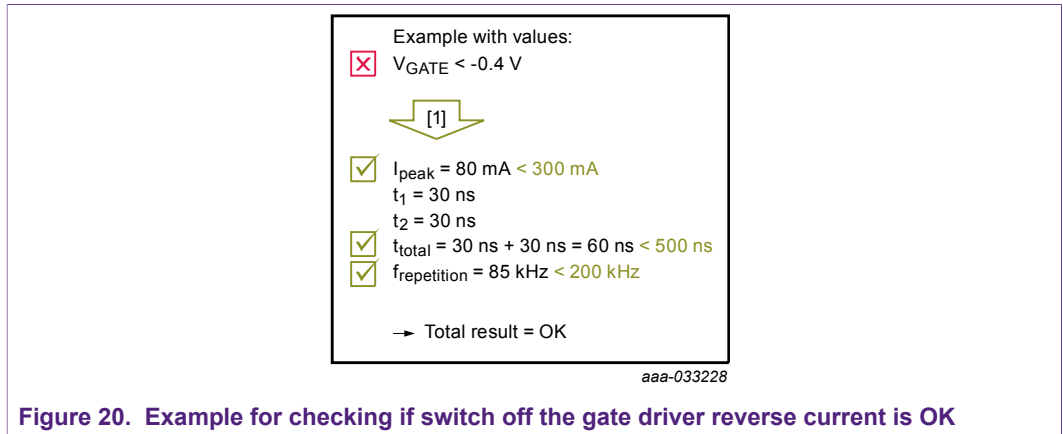 Example with values:
VGATE < -0.4 V
[1]
Ipeak = 80 mA < 300 mA
t1 = 30 ns
t2 = 30 ns
ttotal = 30 ns + 30 ns = 60 ns < 500 ns
frepetition = 85 kHz < 200 kHz
→ Total result = OK
aaa-033228
Figure 20. Example for checking if switch off the gate driver reverse current is OK